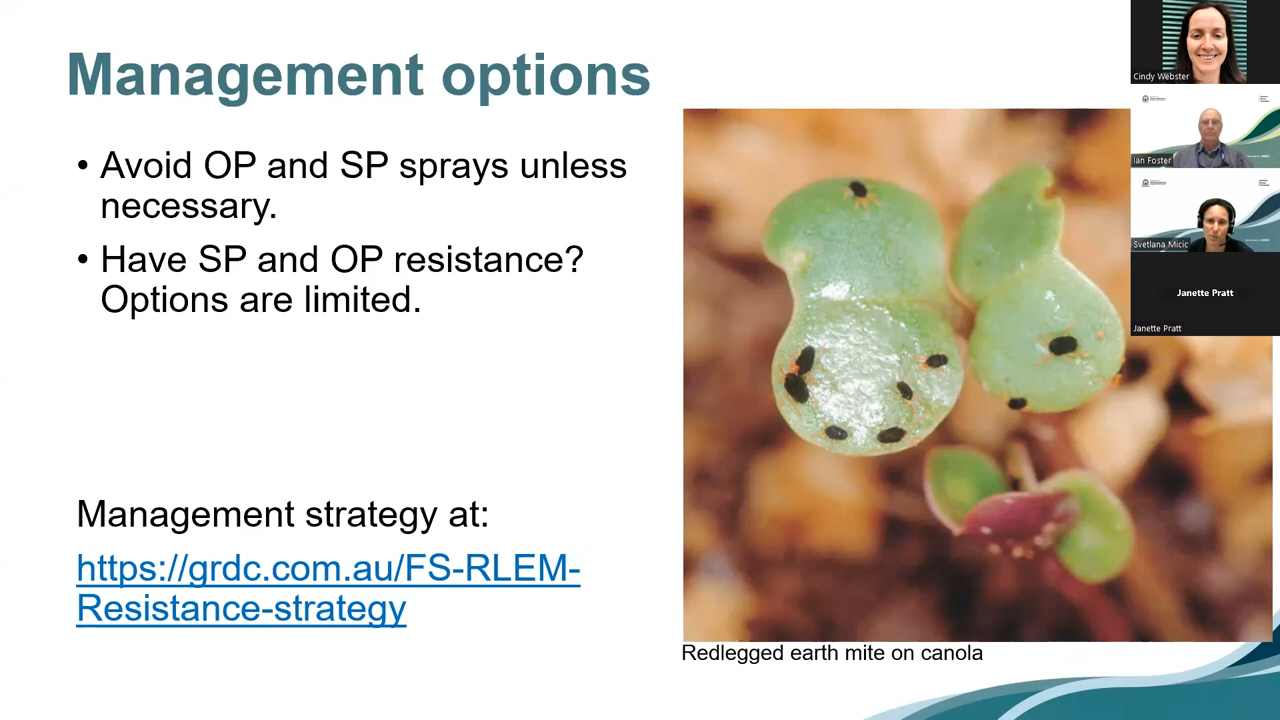 Management options
• Avoid OP and SP sprays unless
necessary.
• Have SP and OP resistance?
Options are limited.
Management strategy at:
https://grdc.com.au/FS-RLEM-
Resistance-strategy
Redlegged earth mite on canola
Cindy Webster
Ian Foster
Svetlana Micic
Janette Pratt
Janette Pratt